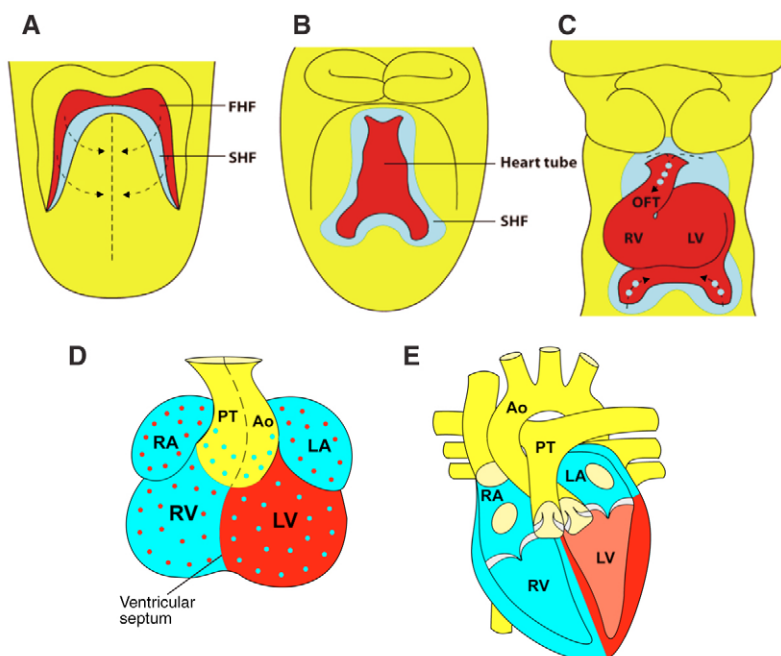 A
FHF
SHF
B
Heart tube
SHF
C
OFT
RV
LV
D
PT
Ao
RA
LA
RV
LV
Ventricular
septum
E
Ao
PT
LA
RA
LV
RV